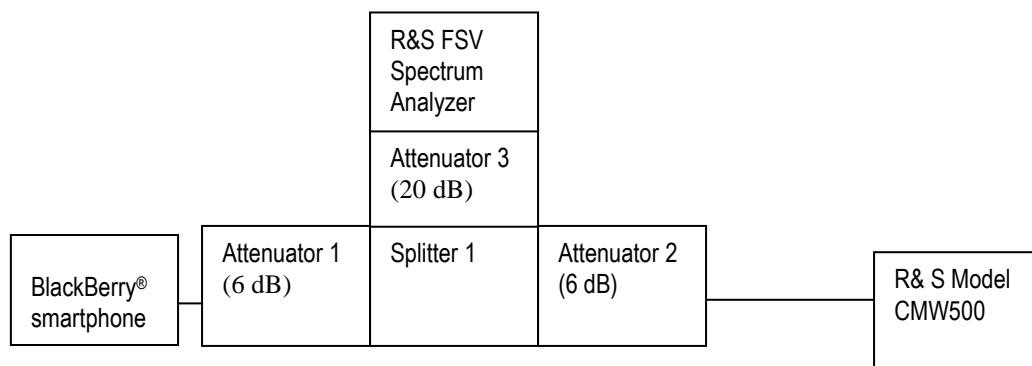 R&S FSV
Spectrum
Analyzer
Attenuator 3
(20 dB)
BlackBerry®
smartphone
Attenuator 1
(6 dB)
Splitter 1
Attenuator 2
(6 dB)
R& S Model
CMW500